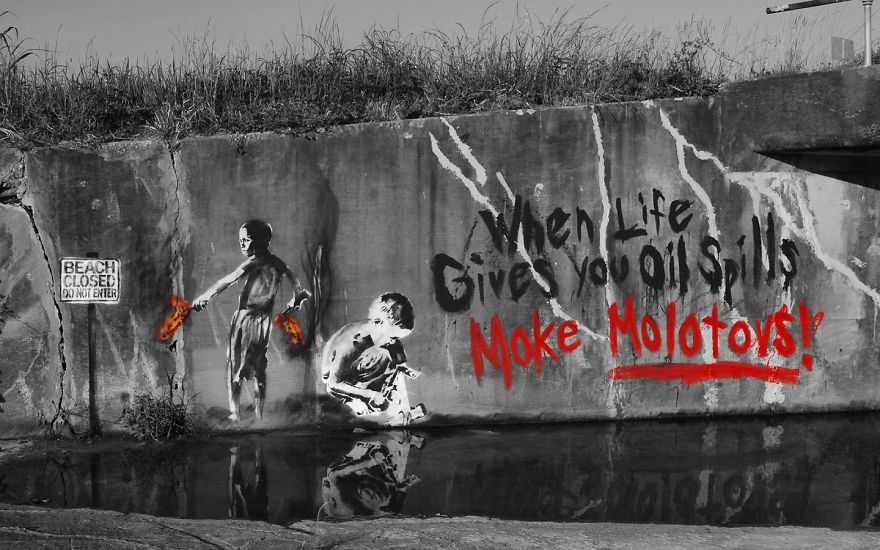 BEACH
CLOSED
DO NOT ENTER
When Life
Gives You Oil Spills
Make Molotovs!